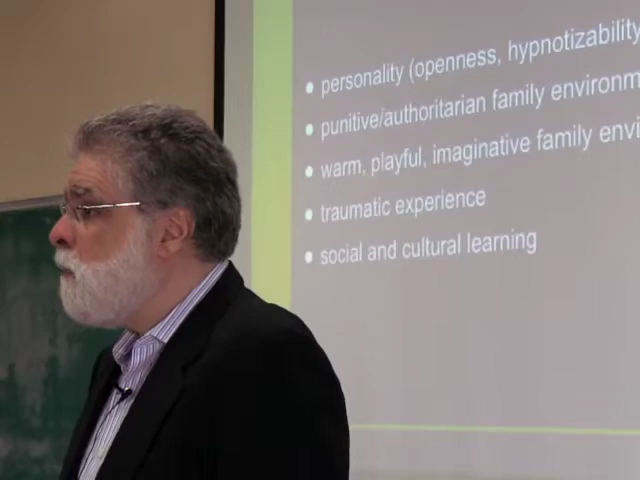 • personality (openness, hypnotizability
• punitive/authoritarian family environm
• warm, playful, imaginative family envi
• traumatic experience
• social and cultural learning